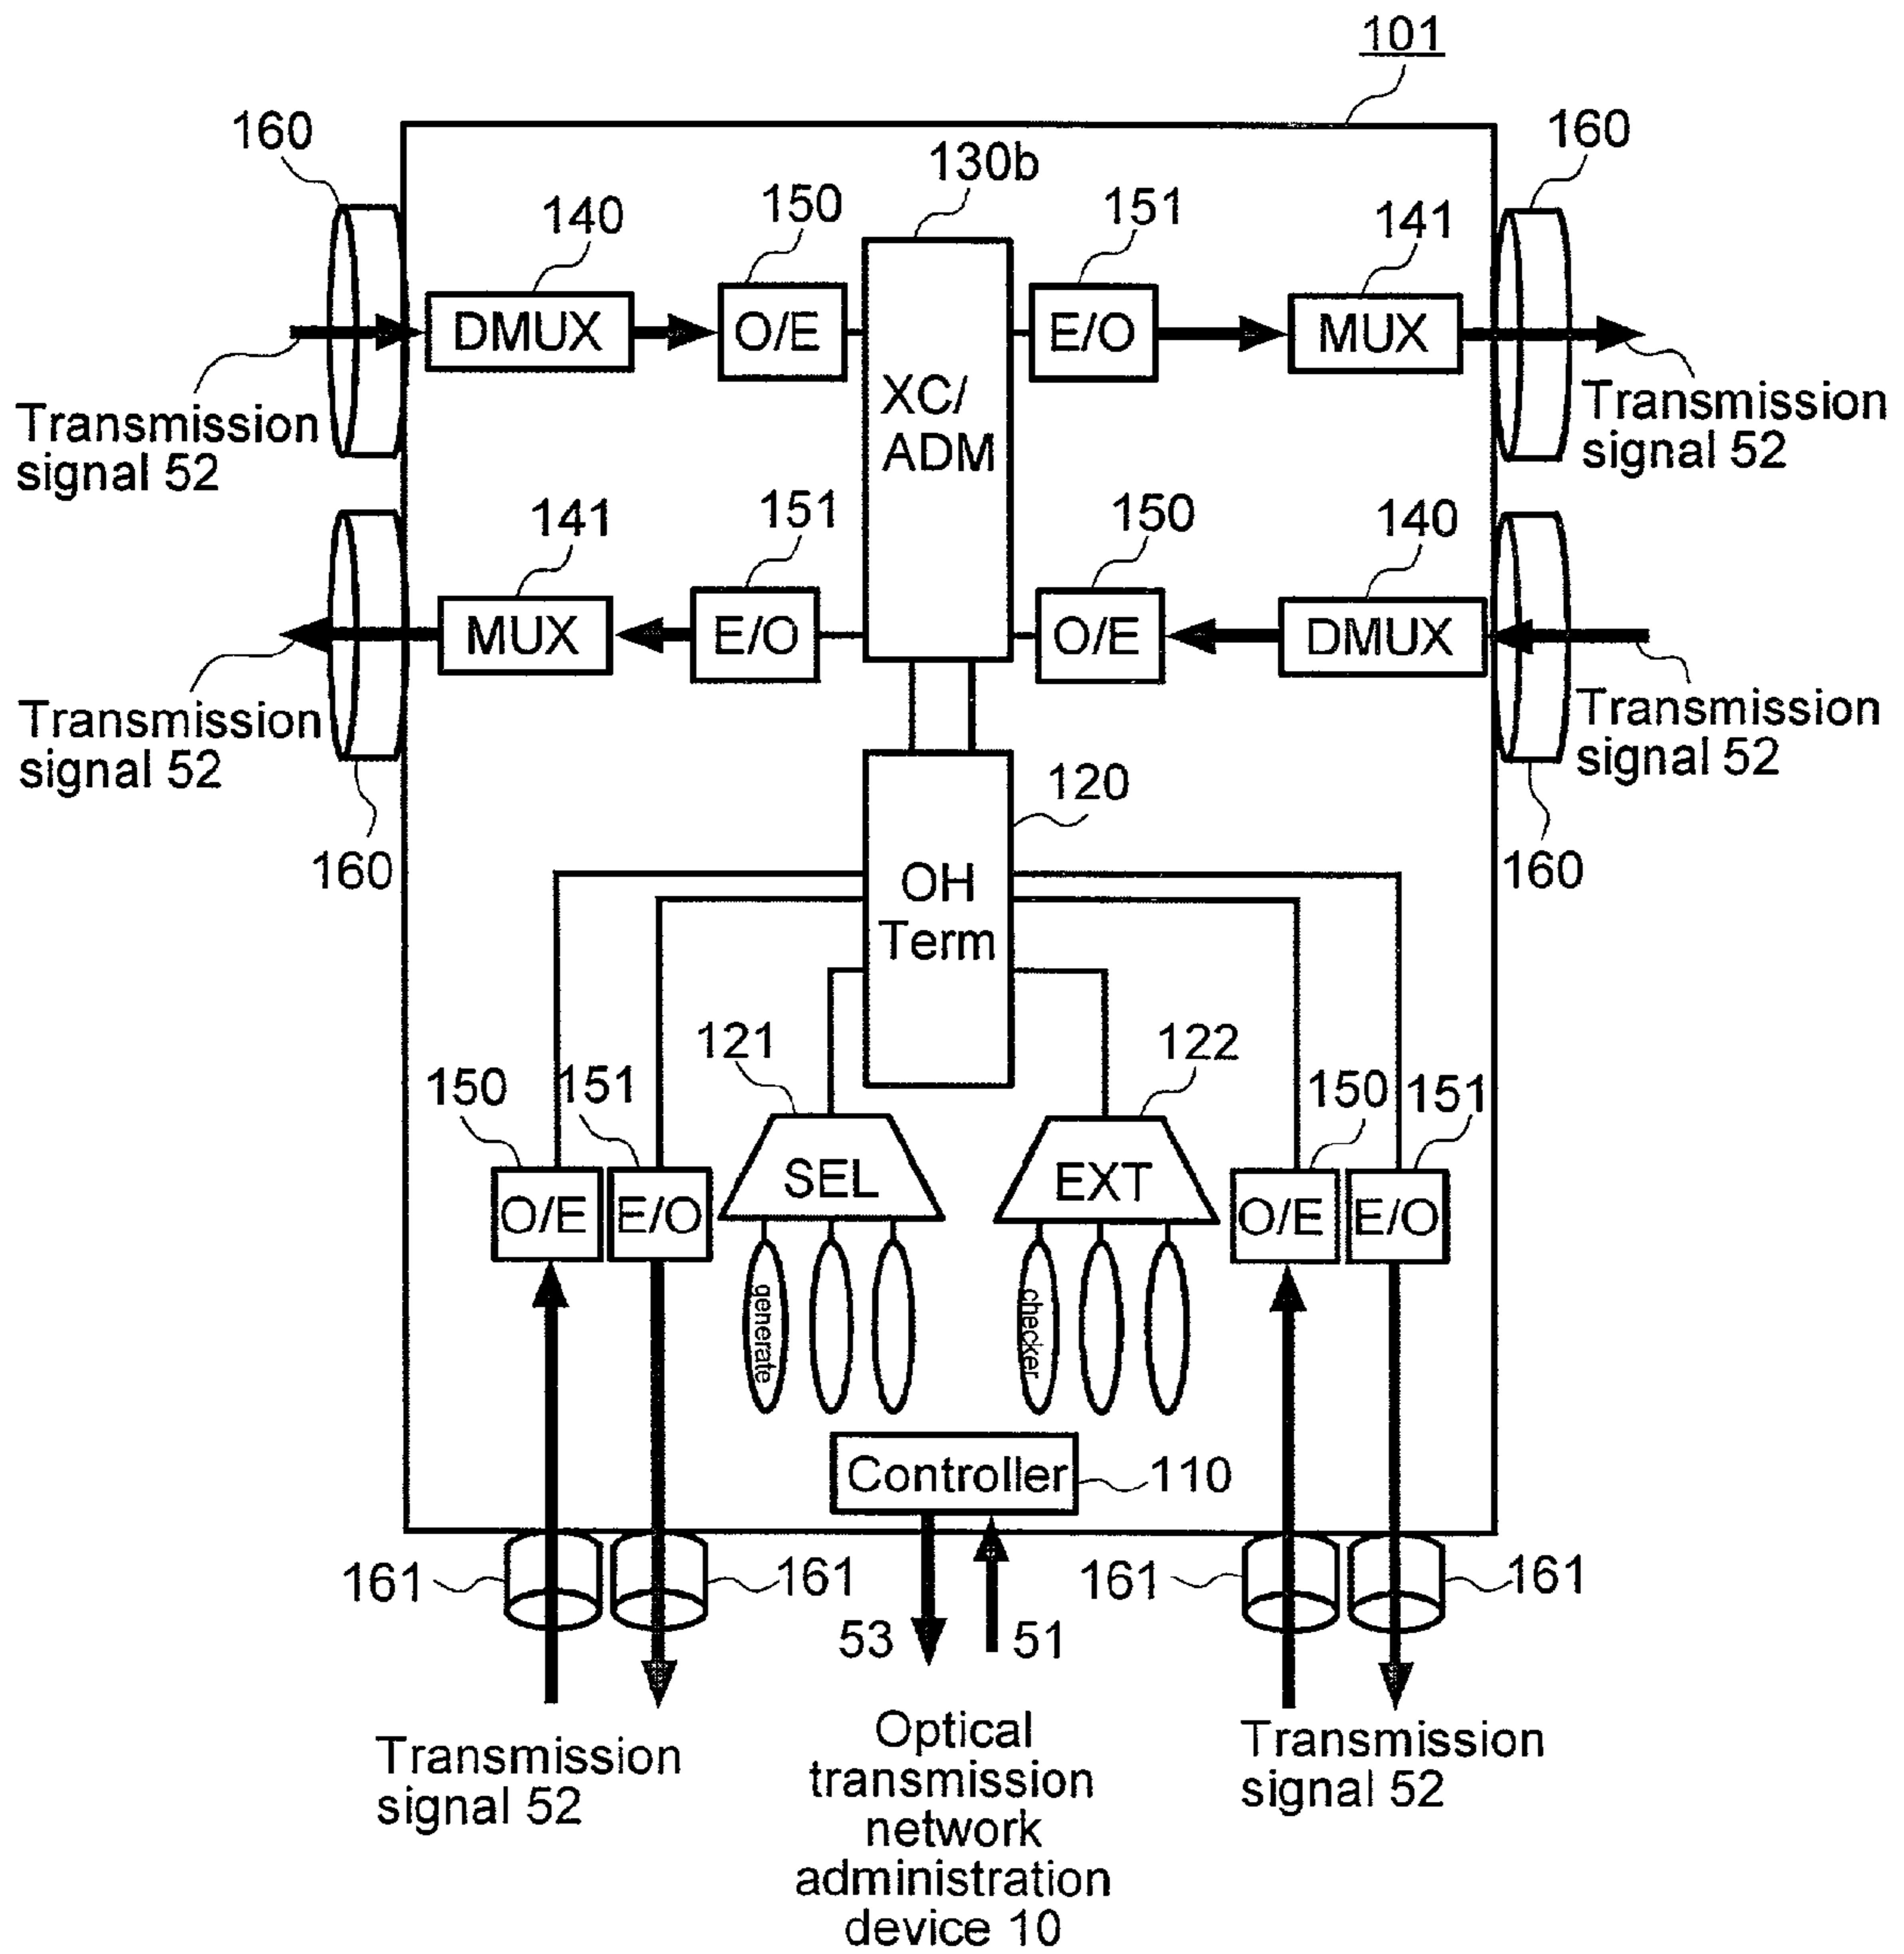 101
160
130b
160
140
150
151
141
DMUX
O/E
E/O
MUX
XC/
ADM
Transmission
signal 52
Transmission
signal 52
141
151
150
140
MUX
E/O
O/E
DMUX
Transmission
signal 52
Transmission
signal 52
120
160
160
OH
Term
121
122
150
151
150
151
SEL
EXT
O/E
E/O
O/E
E/O
generate
checker
Controller
110
161
161
161
161
53
51
Transmission
signal 52
Optical
transmission
network
administration
device 10
Transmission
signal 52